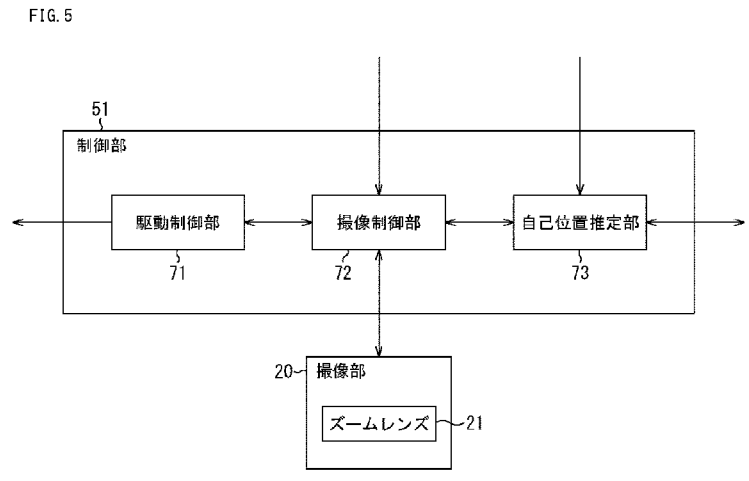 FIG. 5
51
制御部
駆動制御部
撮像制御部
自己位置推定部
71
72
73
20
撮像部
ズームレンズ
21